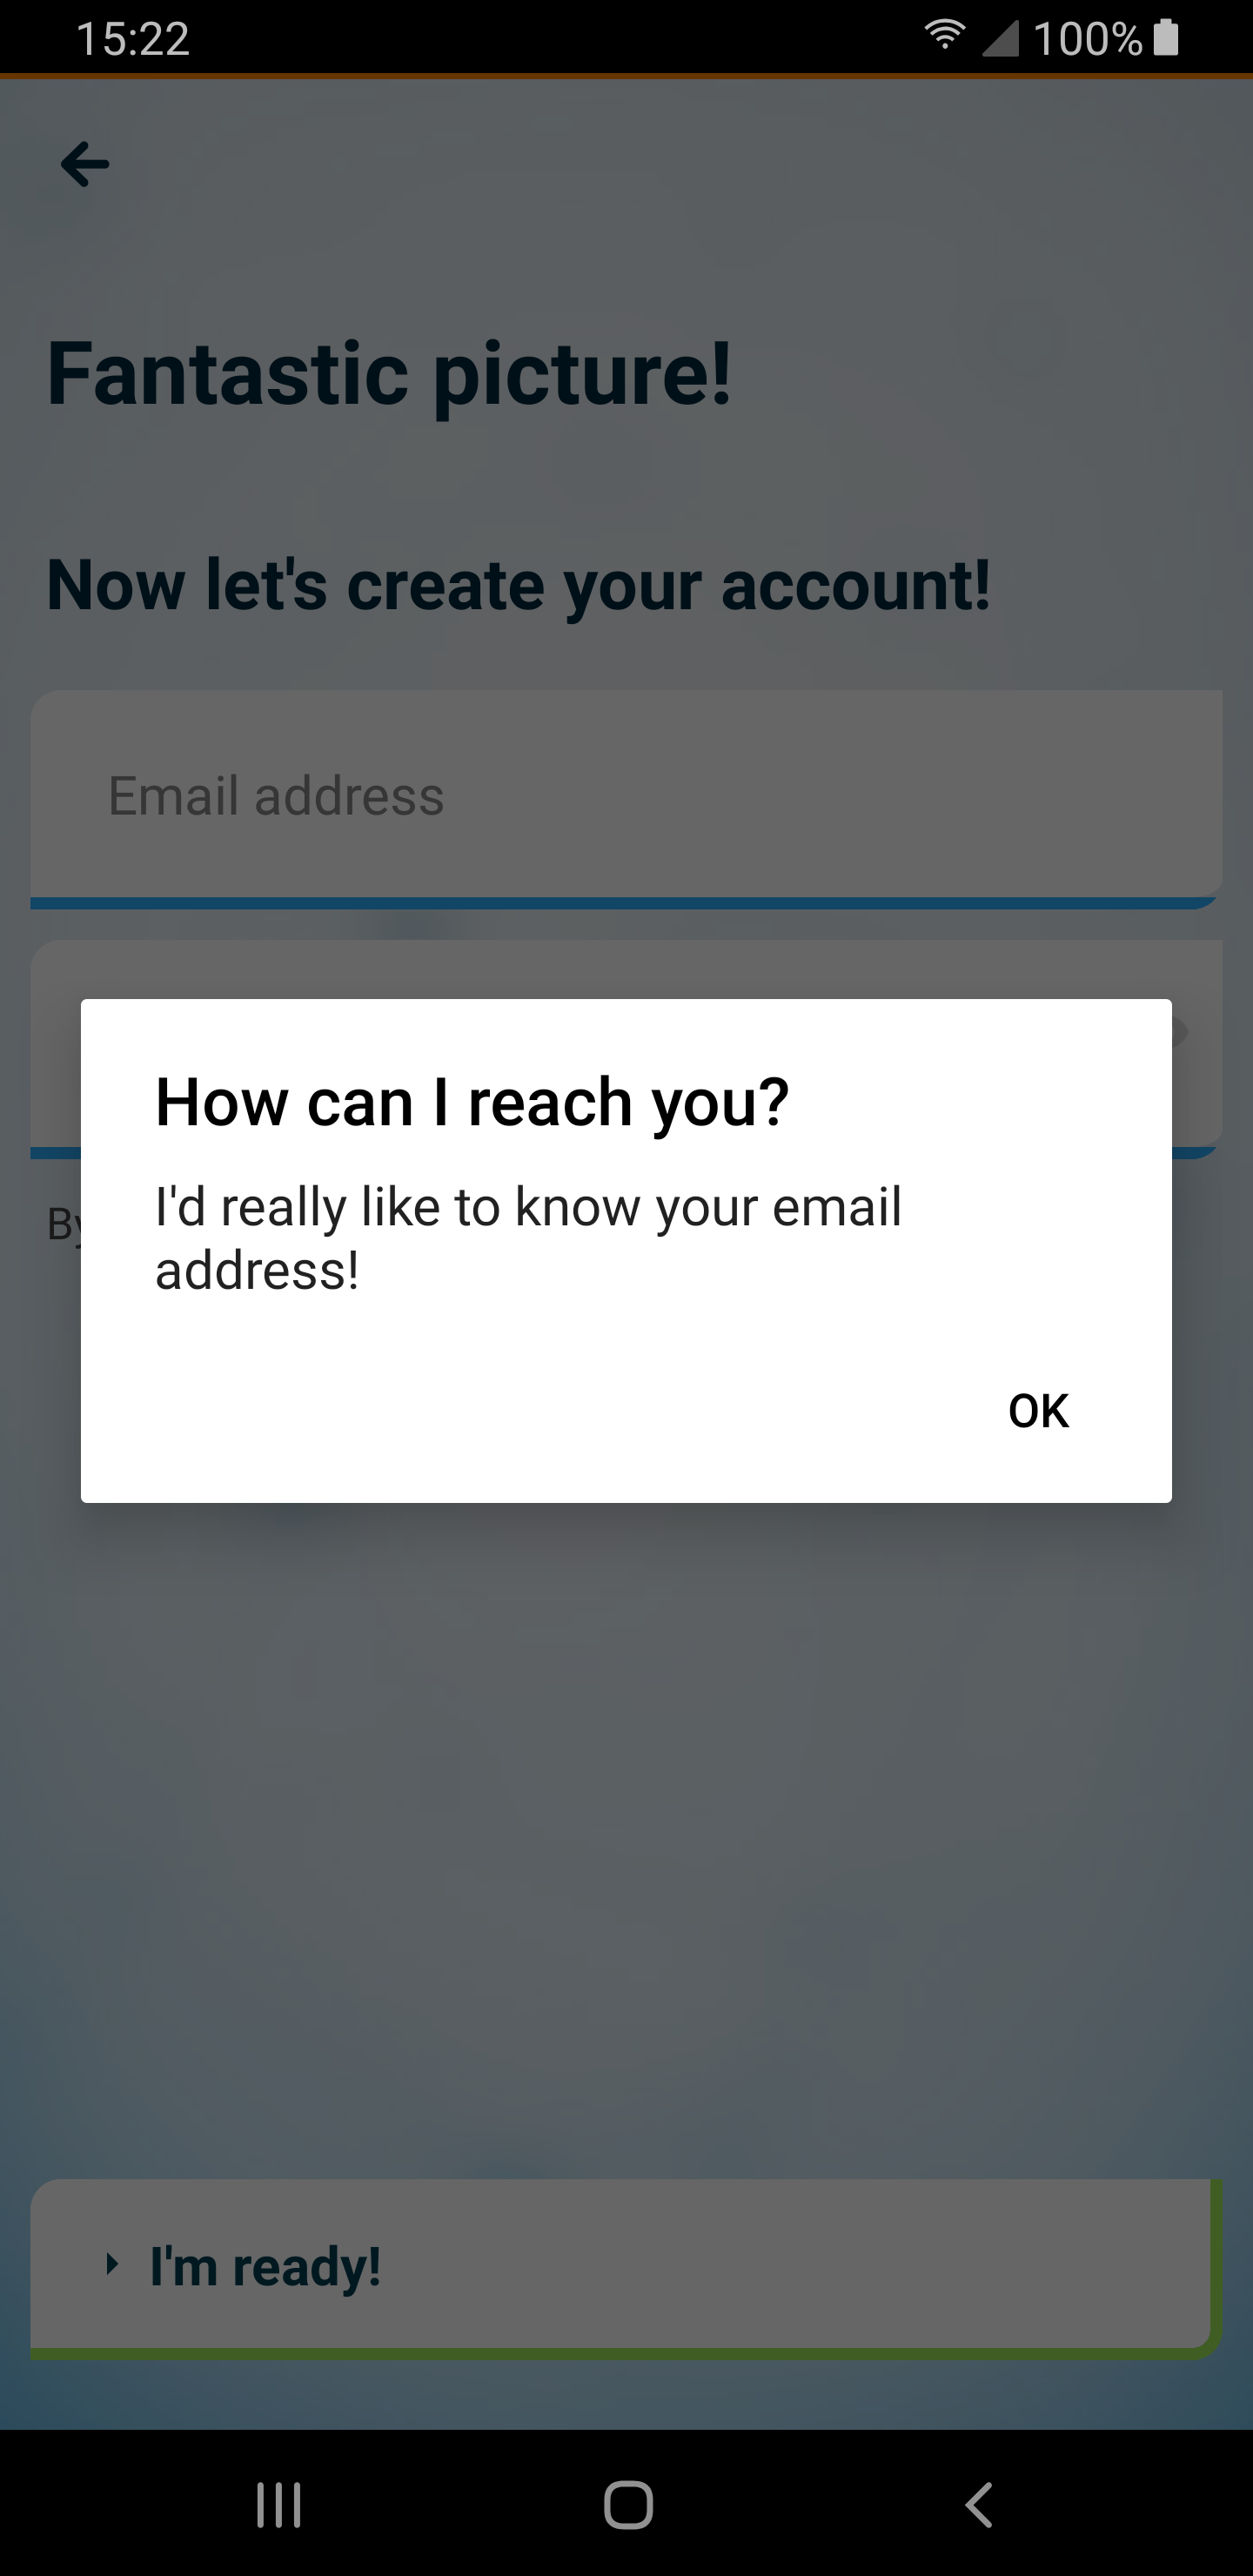 15:22
100%
Fantastic picture!
Now let's create your account!
Email address
How can I reach you?
I'd really like to know your email
address!
By
OK
I'm ready!